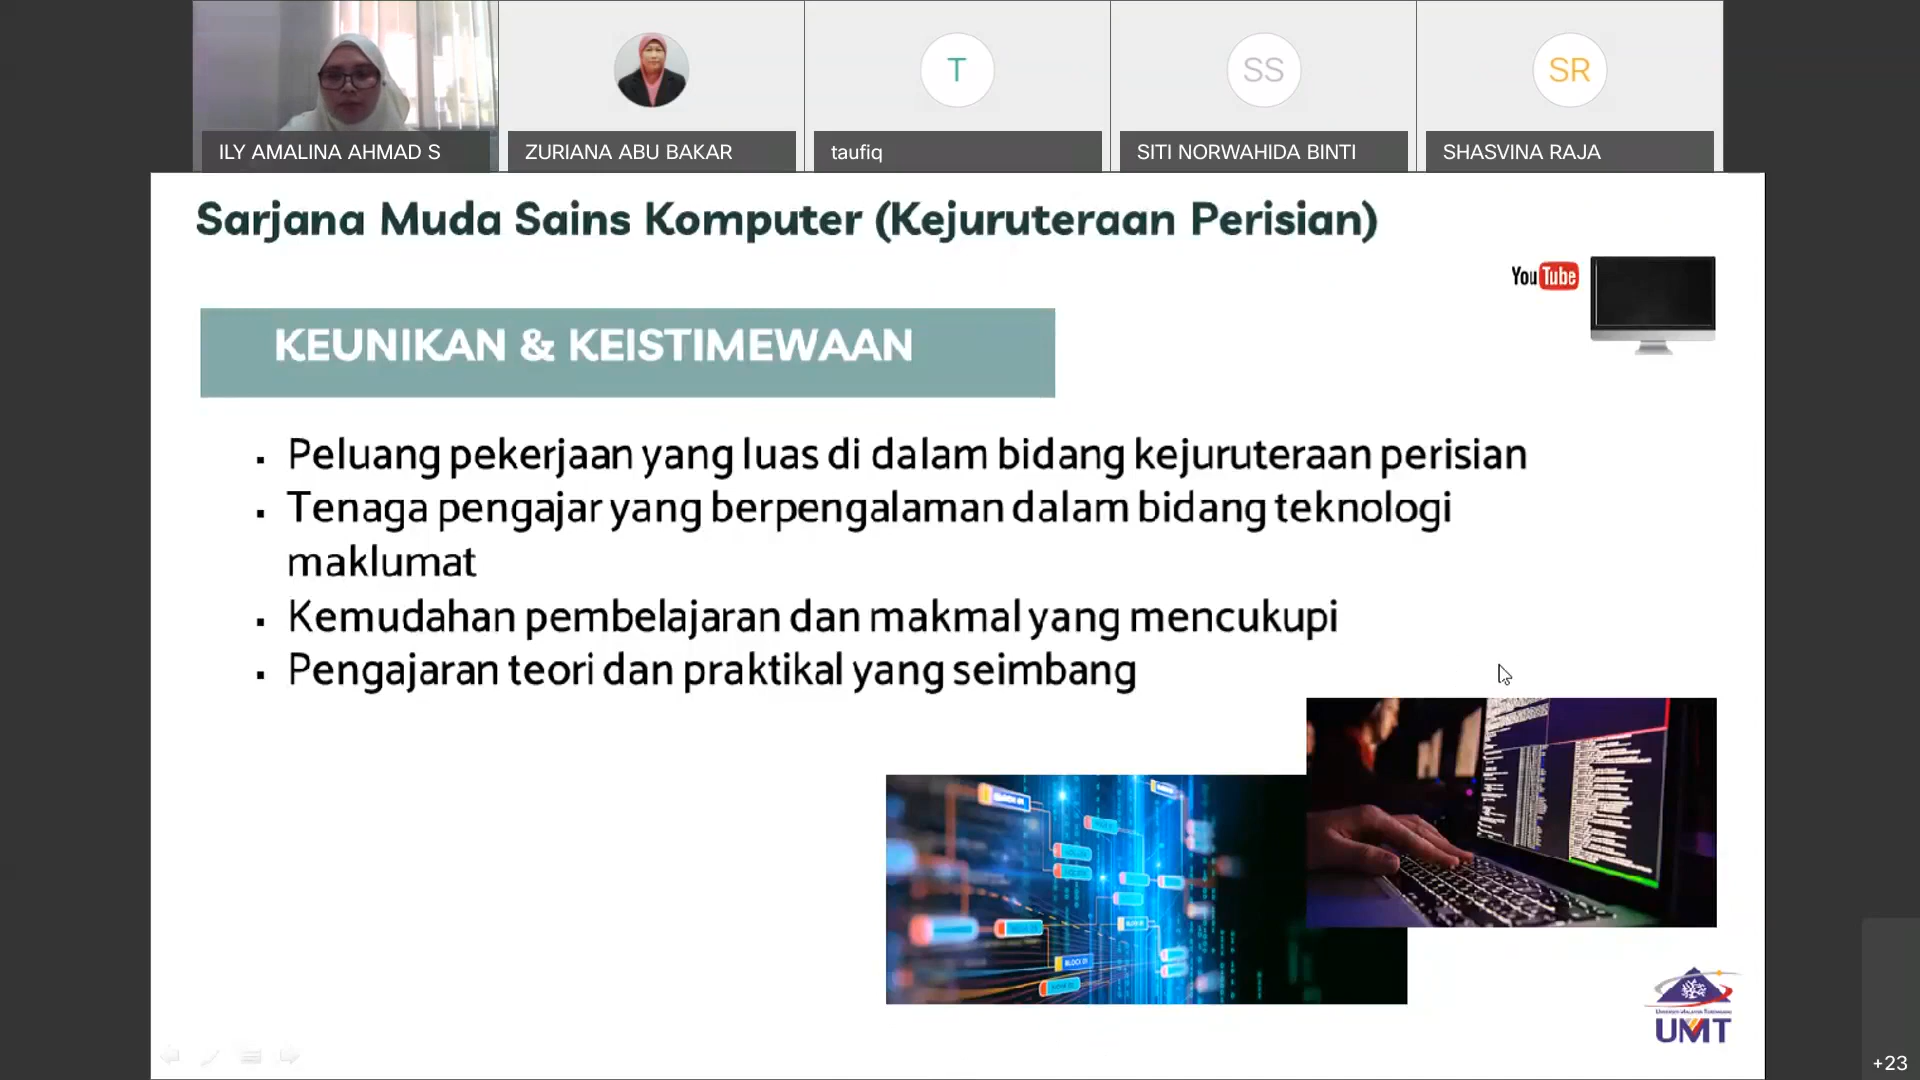 ILY AMALINA AHMAD S
ZURIANA ABU BAKAR
T
taufiq
SS
SITI NORWAHIDA BINTI
SR
SHASVINA RAJA
Sarjana Muda Sains Komputer (Kejuruteraan Perisian)
YouTube
KEUNIKAN & KEISTIMEWAAN
▪ Peluang pekerjaan yang luas di dalam bidang kejuruteraan perisian
▪ Tenaga pengajar yang berpengalaman dalam bidang teknologi
maklumat
▪ Kemudahan pembelajaran dan makmal yang mencukupi
▪ Pengajaran teori dan praktikal yang seimbang
UMT
+23